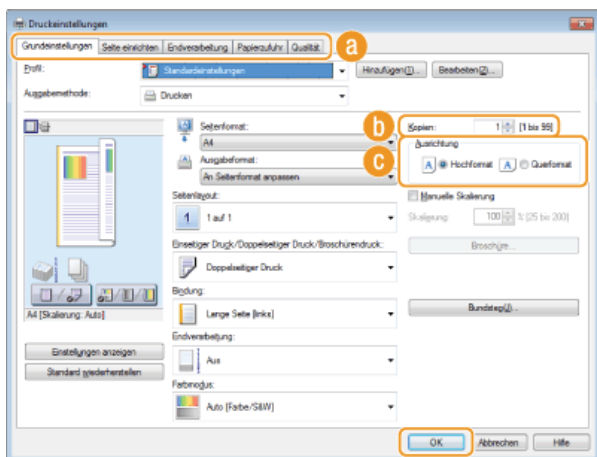 Druckeinstellungen
Grundeinstellungen Seite einrichten Endverarbeitung Papierzufuhr Qualität a
Profil: Standardeinstellungen Hinzufügen(1)... Bearbeiten(2)...
Ausgabemethode: Drucken
b
Seitenformat: Kopien: 1 [1 bis 99]
A4
c
Ausrichtung
Ausgabeformat: A Hochformat A Querformat
An Seitenformat anpassen
Manuelle Skalierung
Seitenlayout: Skalierung: 100 % [25 bis 200]
1 1 auf 1
Einseitiger Druck/Doppelseitiger Druck/Broschürendruck: Broschüre...
Doppelseitiger Druck
Bindung:
A4 [Skalierung: Auto] Lange Seite [links] Bundsteg(U)...
Endverarbeitung:
Einstellungen anzeigen Aus
Standard wiederherstellen
Farbmodus:
Auto [Farbe/S&W]
OK Abbrechen Hilfe